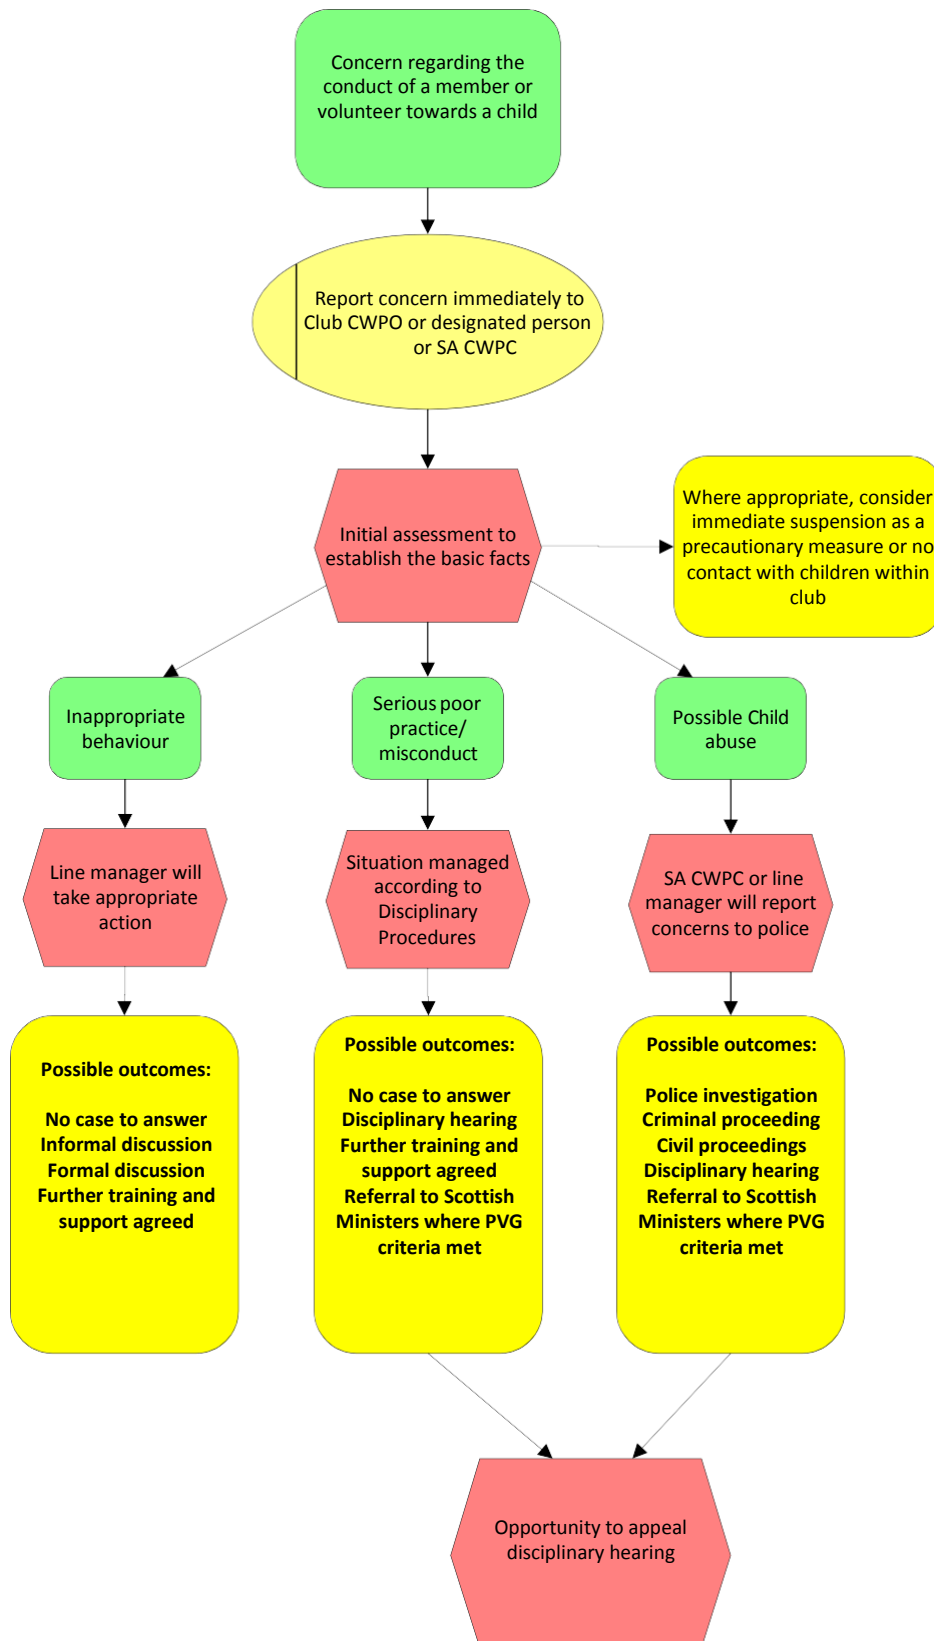 Concern regarding the
conduct of a member or
volunteer towards a child
Report concern immediately to
Club CWPO or designated person
or SA CWPC
Initial assessment to
establish the basic facts
Where appropriate, consider
immediate suspension as a
precautionary measure or no
contact with children within
club
Inappropriate
behaviour
Serious poor
practice/
misconduct
Possible Child
abuse
Line manager will
take appropriate
action
Situation managed
according to
Disciplinary
Procedures
SA CWPC or line
manager will report
concerns to police
Possible outcomes:
No case to answer
Informal discussion
Formal discussion
Further training and
support agreed
Possible outcomes:
No case to answer
Disciplinary hearing
Further training and
support agreed
Referral to Scottish
Ministers where PVG
criteria met
Possible outcomes:
Police investigation
Criminal proceeding
Civil proceedings
Disciplinary hearing
Referral to Scottish
Ministers where PVG
criteria met
Opportunity to appeal
disciplinary hearing